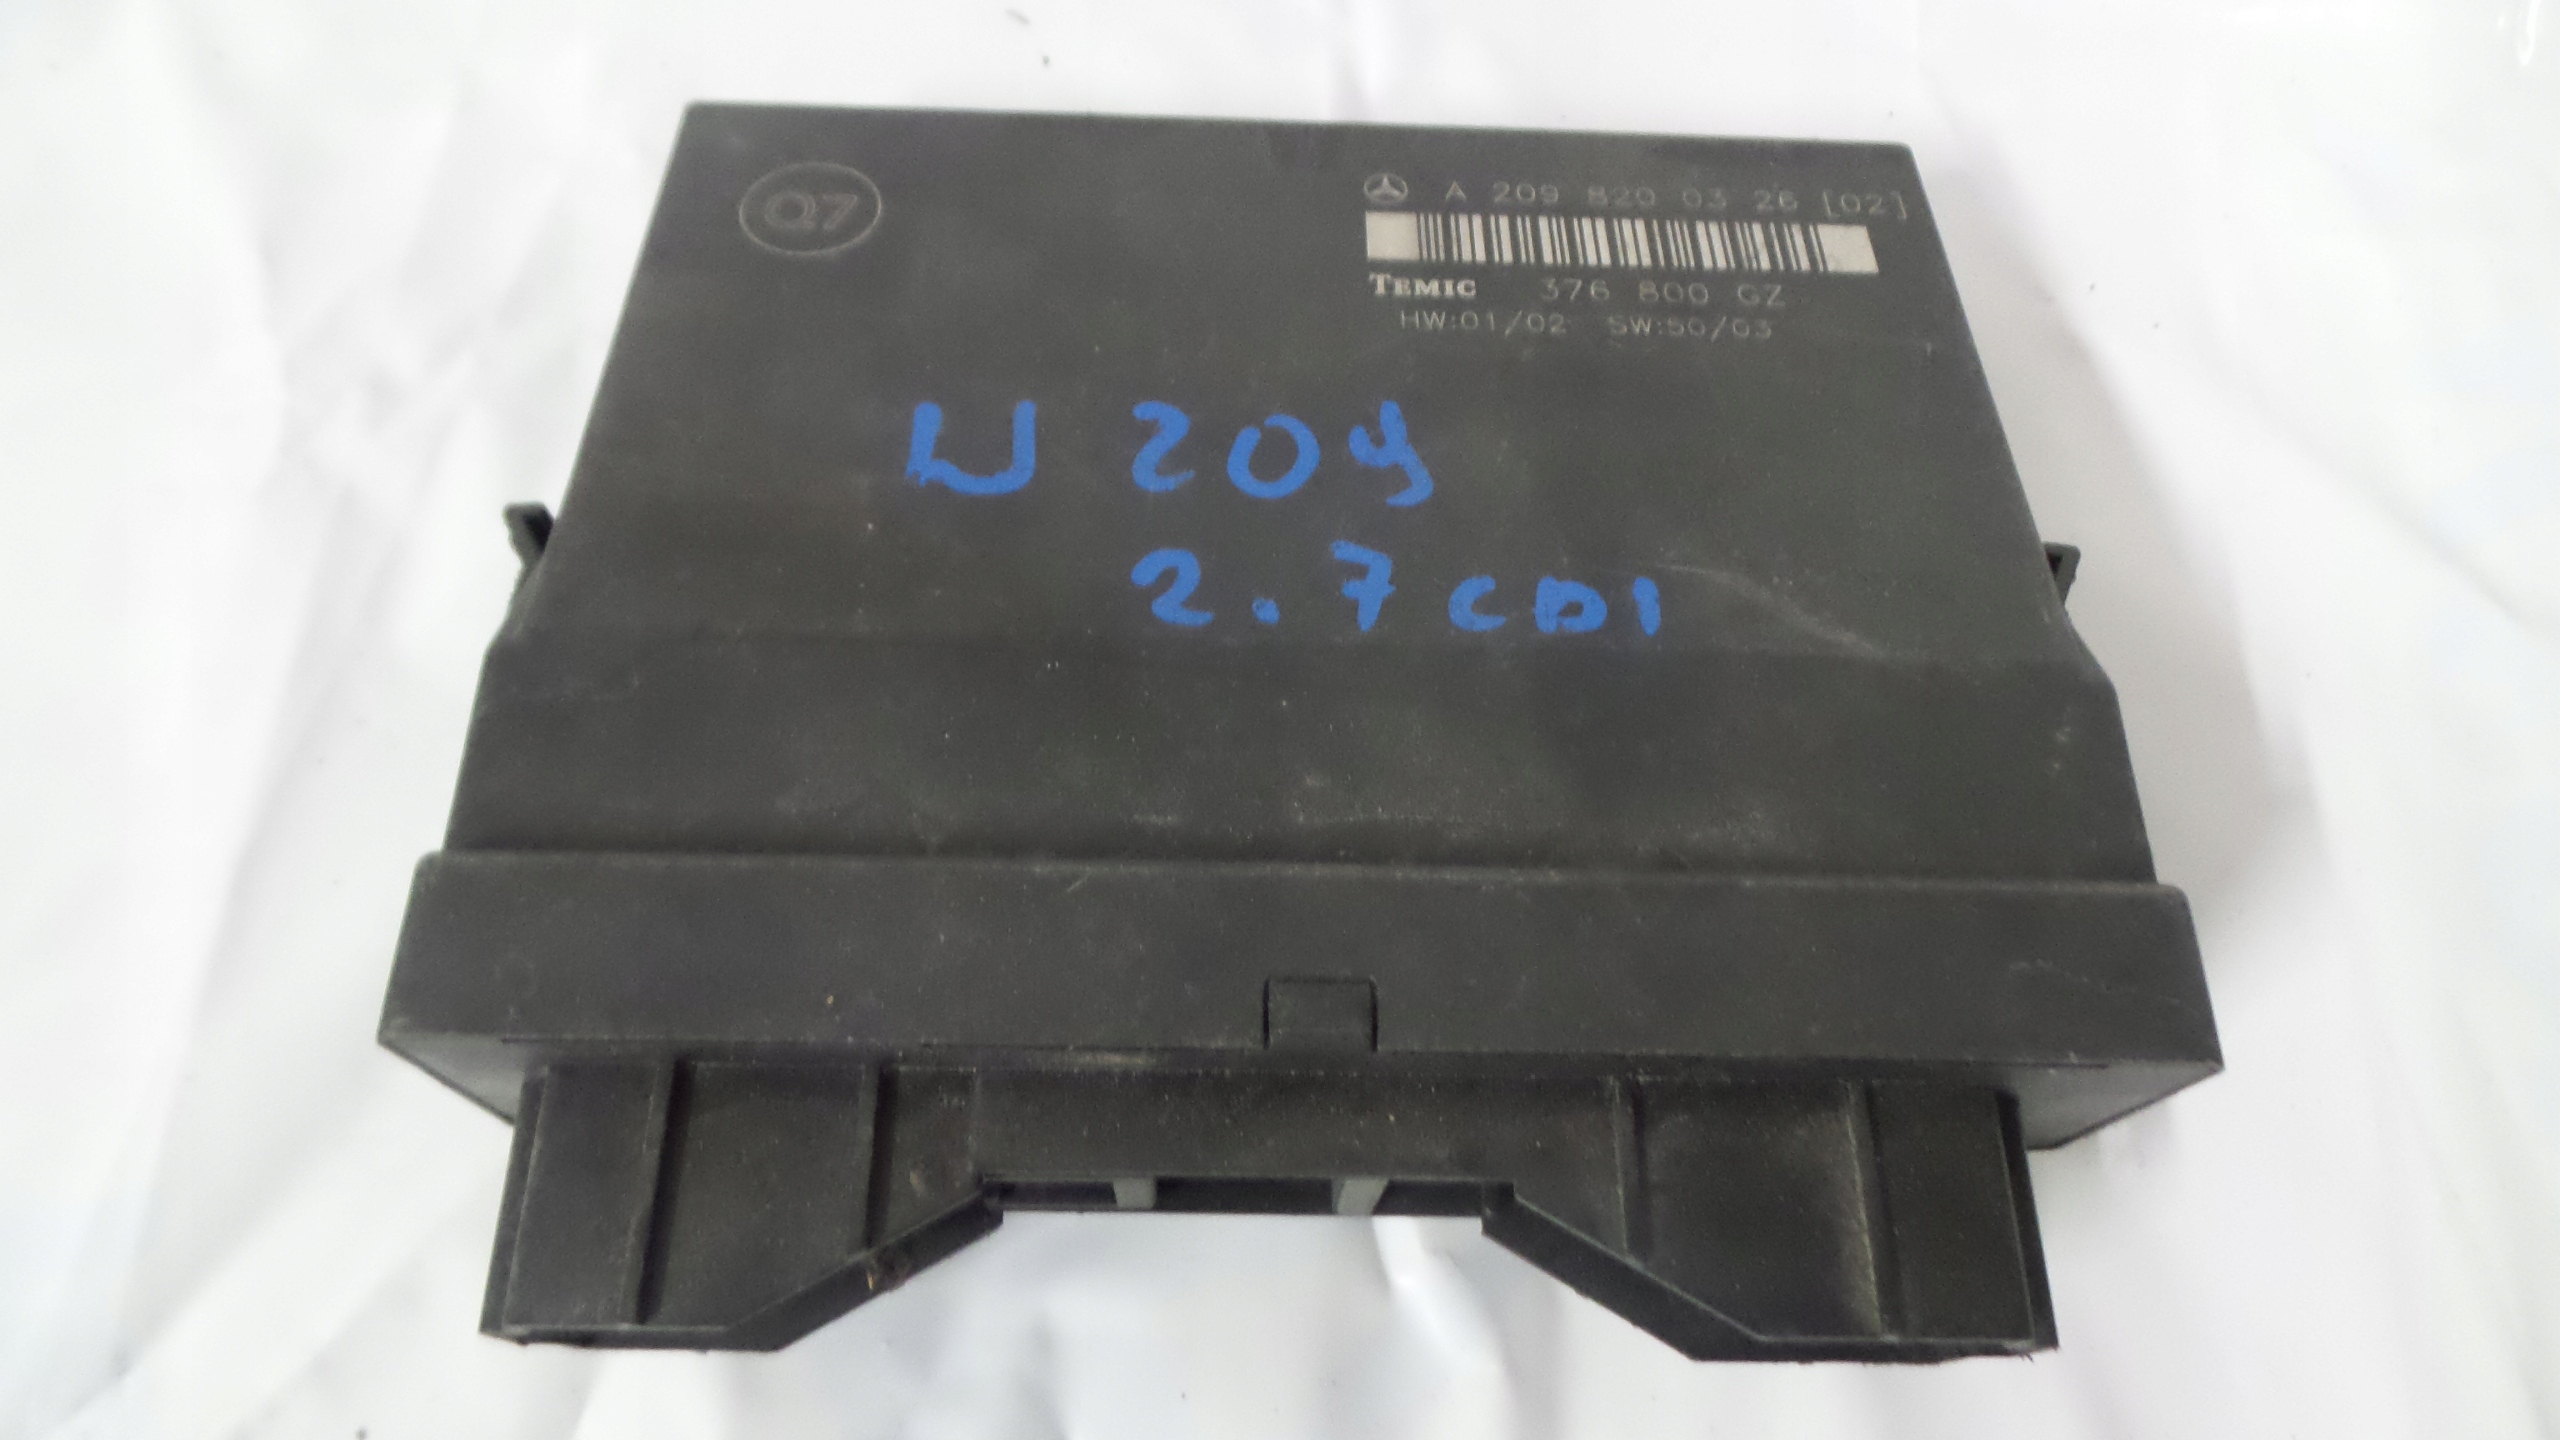 Q7
A 209 820 03 26 [02]
TEMIC 376 800 GZ
HW:01/02 SW:50/03
W 209
2.7 CDI